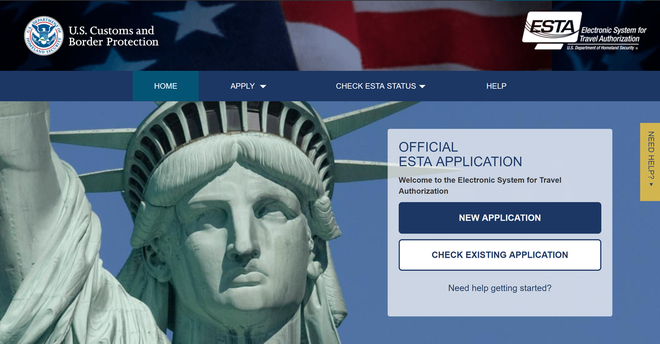 U.S. Customs and
Border Protection
ESTA
Electronic System for
Travel Authorization
U.S. Department of Homeland Security
HOME
APPLY
CHECK ESTA STATUS
HELP
OFFICIAL
ESTA APPLICATION
Welcome to the Electronic System for Travel
Authorization
NEW APPLICATION
CHECK EXISTING APPLICATION
Need help getting started?
NEED HELP?